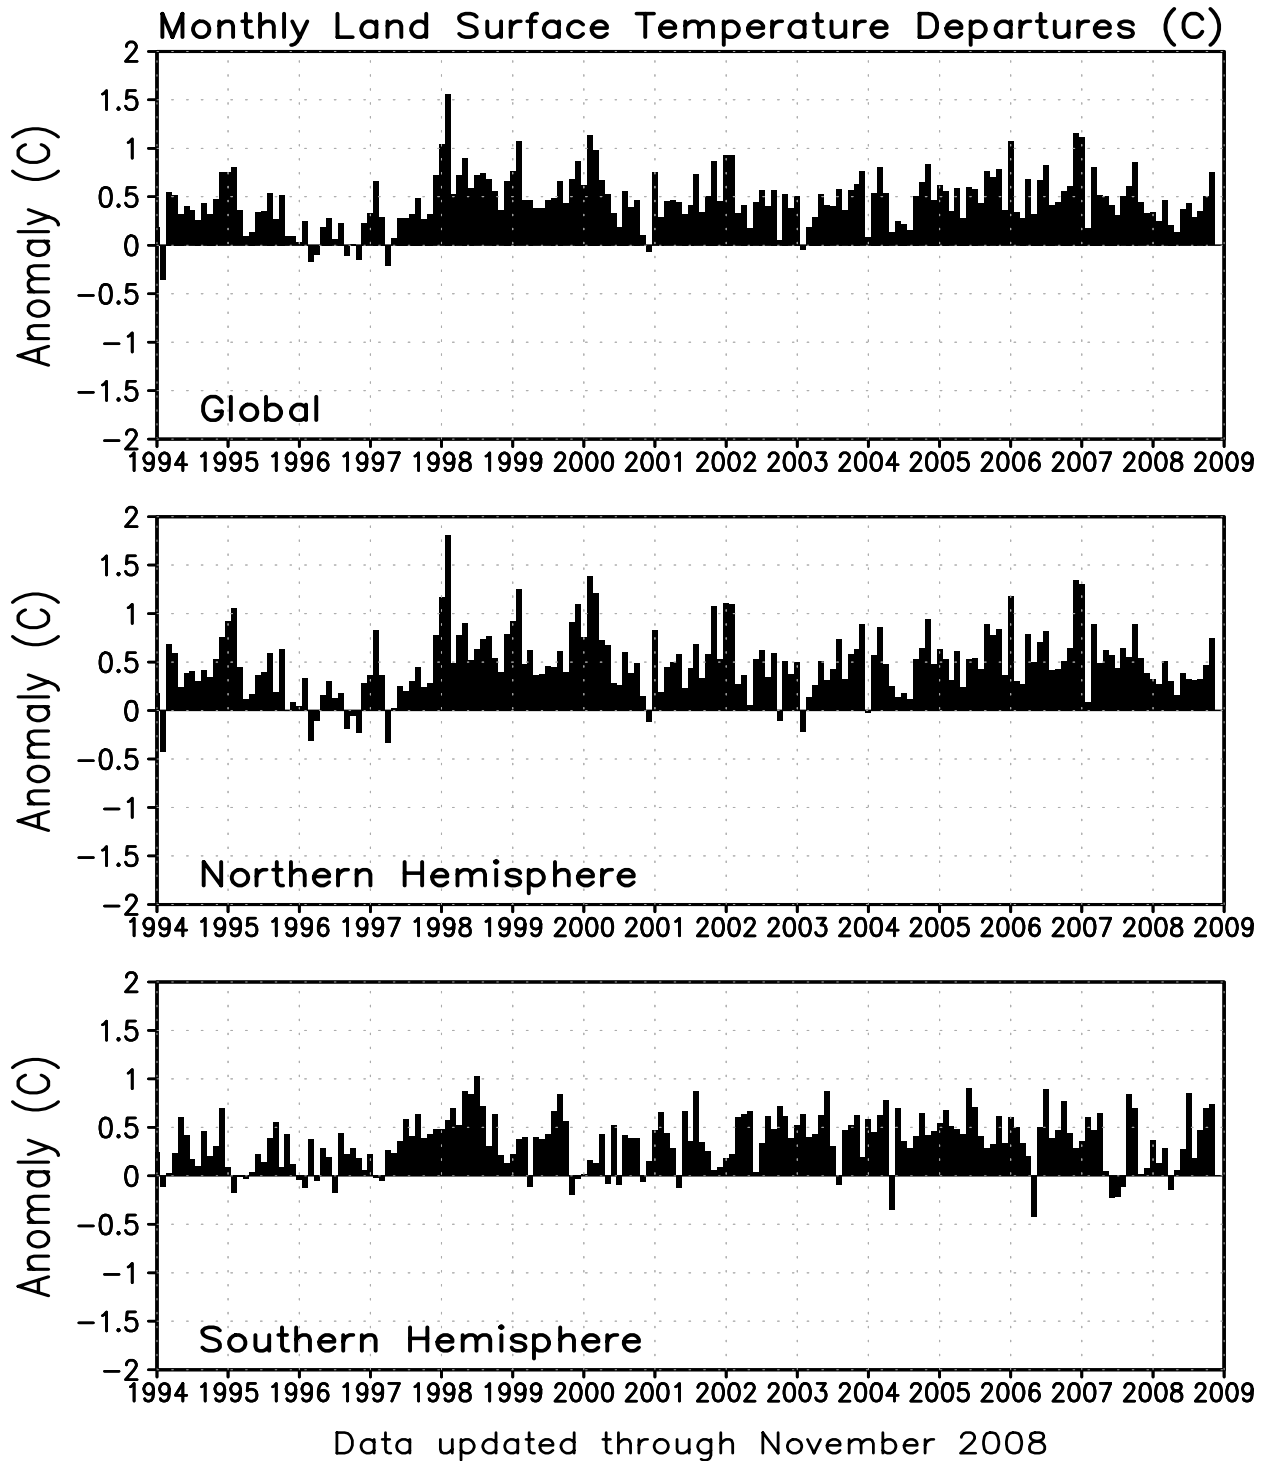 Monthly Land Surface Temperature Departures (C)
2
1.5
1
0.5
0
−0.5
−1
−1.5
−2
Anomaly (C)
Global
1994 1995 1996 1997 1998 1999 2000 2001 2002 2003 2004 2005 2006 2007 2008 2009
2
1.5
1
0.5
0
−0.5
−1
−1.5
−2
Anomaly (C)
Northern Hemisphere
1994 1995 1996 1997 1998 1999 2000 2001 2002 2003 2004 2005 2006 2007 2008 2009
2
1.5
1
0.5
0
−0.5
−1
−1.5
−2
Anomaly (C)
Southern Hemisphere
1994 1995 1996 1997 1998 1999 2000 2001 2002 2003 2004 2005 2006 2007 2008 2009
Data updated through November 2008